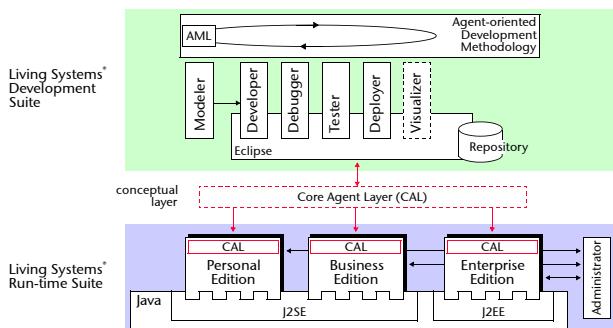 AML
Agent-oriented
Development
Methodology
Living Systems®
Development
Suite
Modeler
Developer
Debugger
Tester
Deployer
Visualizer
Eclipse
Repository
conceptual
layer
Core Agent Layer (CAL)
CAL
CAL
CAL
Personal
Edition
Business
Edition
Enterprise
Edition
Administrator
Living Systems®
Run-time Suite
Java
J2SE
J2EE